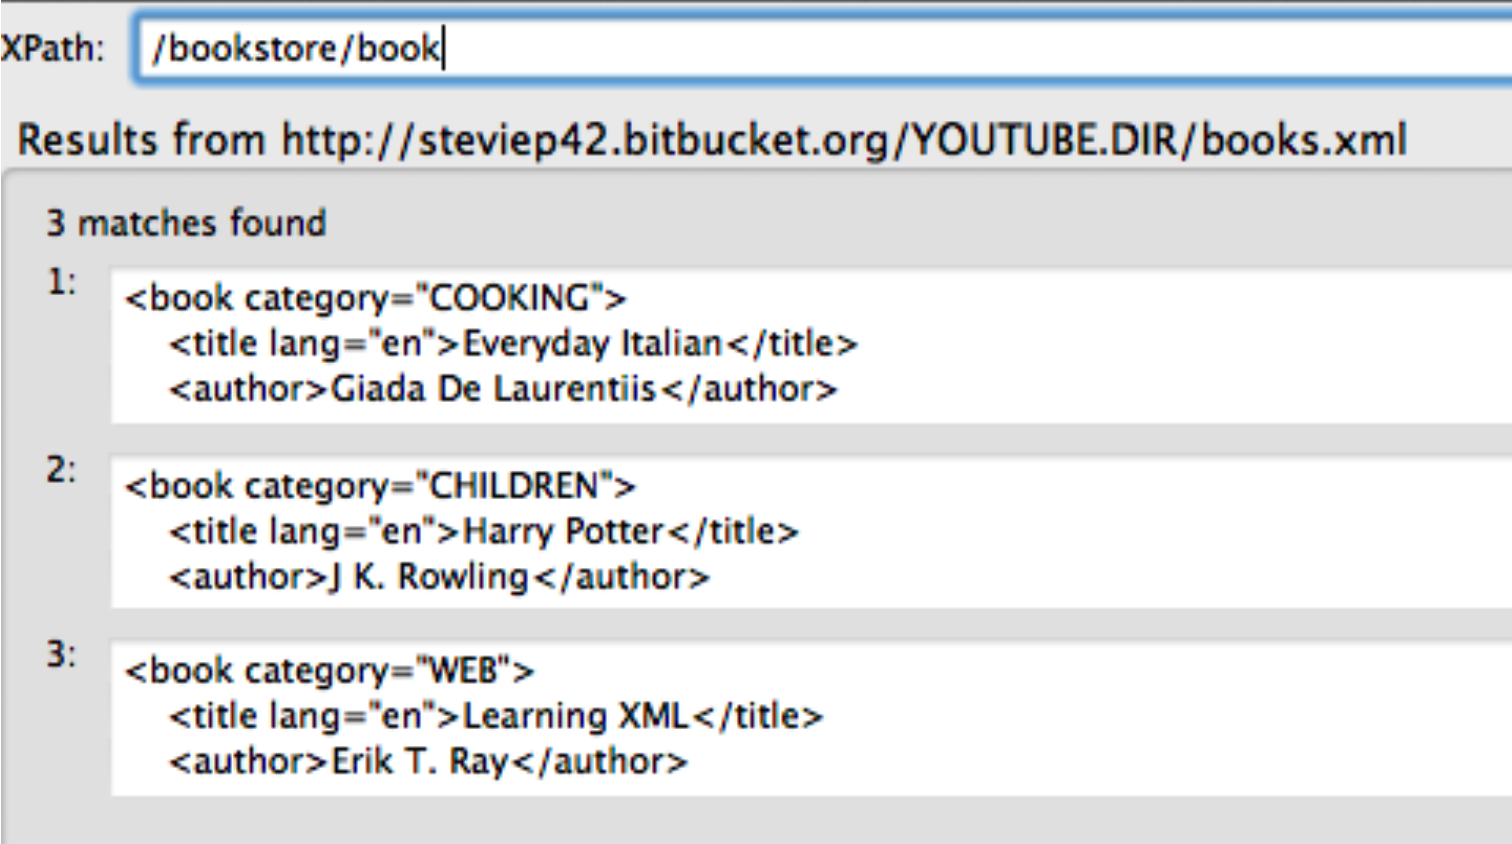 XPath: /bookstore/book
Results from http://steviep42.bitbucket.org/YOUTUBE.DIR/books.xml
3 matches found
1: <book category="COOKING">
<title lang="en">Everyday Italian</title>
<author>Giada De Laurentiis</author>
2: <book category="CHILDREN">
<title lang="en">Harry Potter</title>
<author>J K. Rowling</author>
3: <book category="WEB">
<title lang="en">Learning XML</title>
<author>Erik T. Ray</author>